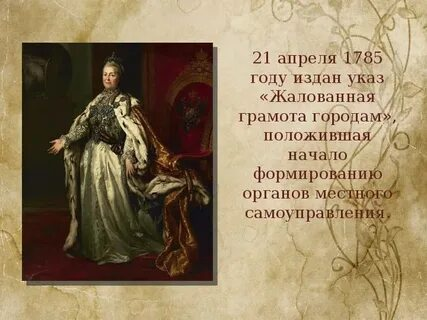 21 апреля 1785
году издан указ
«Жалованная
грамота городам»,
положившая
начало
формированию
органов местного
самоуправления.